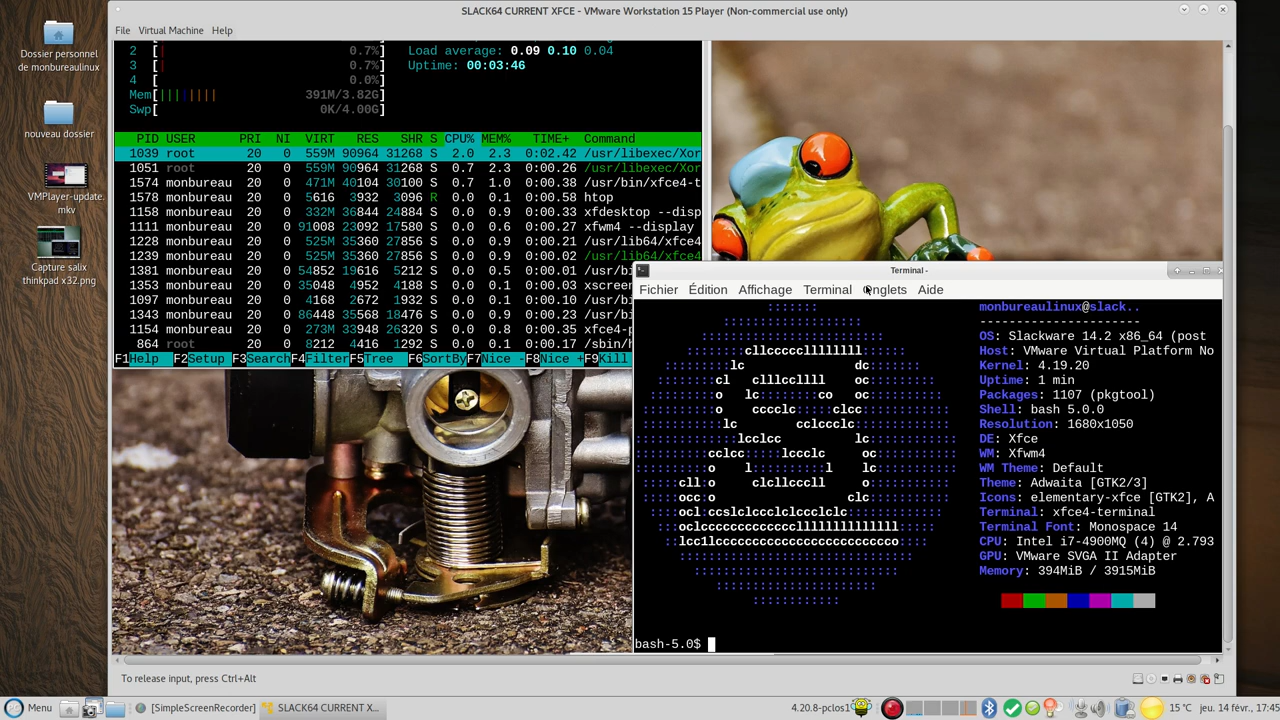 SLACK64 CURRENT XFCE - VMware Workstation 15 Player (Non-commercial use only)
File Virtual Machine Help
Dossier personnel
de monbureaulinux
nouveau dossier
VMPlayer-update.
mkv
Capture salix
thinkpad x32.png
2 [ 0.7%] Load average: 0.09 0.10 0.04
3 [ 0.7%] Uptime: 00:03:46
4 [ 0.0%]
Mem[|||||||| 391M/3.82G]
Swp[ 0K/4.00G]
PID USER PRI NI VIRT RES SHR S CPU% MEM% TIME+ Command
1039 root 20 0 559M 90964 31268 S 2.0 2.3 0:02.42 /usr/libexec/Xor
1051 root 20 0 559M 90964 31268 S 0.7 2.3 0:00.26 /usr/libexec/Xor
1574 monbureau 20 0 471M 40104 30100 S 0.7 1.0 0:00.38 /usr/bin/xfce4-t
1578 monbureau 20 0 5616 3932 3096 R 0.0 0.1 0:00.58 htop
1158 monbureau 20 0 332M 36844 24884 S 0.0 0.9 0:00.33 xfdesktop --disp
1111 monbureau 20 0 91008 23092 17580 S 0.0 0.6 0:00.27 xfwm4 --display
1228 monbureau 20 0 525M 35360 27856 S 0.0 0.9 0:00.21 /usr/lib64/xfce4
1239 monbureau 20 0 525M 35360 27856 S 0.0 0.9 0:00.02 /usr/lib64/xfce4
1381 monbureau 20 0 54852 19616 5212 S 0.0 0.5 0:00.01 /usr/bi
1353 monbureau 20 0 35048 4952 4188 S 0.0 0.1 0:00.03 xscreen
1097 monbureau 20 0 4168 2672 1932 S 0.0 0.1 0:00.10 /usr/bi
1343 monbureau 20 0 86448 35568 18476 S 0.0 0.9 0:00.23 /usr/bi
1154 monbureau 20 0 273M 33948 26320 S 0.0 0.8 0:00.35 xfce4-p
864 root 20 0 8212 4416 1292 S 0.0 0.1 0:00.17 /usr/sb
F1Help F2Setup F3Search F4Filter F5Tree F6SortBy F7Nice - F8Nice + F9Kill
Terminal -
Fichier Édition Affichage Terminal Onglets Aide
monbureaulinux@slack..
--------------------
OS: Slackware 14.2 x86_64 (post
Host: VMware Virtual Platform No
Kernel: 4.19.20
Uptime: 1 min
Packages: 1107 (pkgtool)
Shell: bash 5.0.0
Resolution: 1680x1050
DE: Xfce
WM: Xfwm4
WM Theme: Default
Theme: Adwaita [GTK2/3]
Icons: elementary-xfce [GTK2], A
Terminal: xfce4-terminal
Terminal Font: Monospace 14
CPU: Intel i7-4900MQ (4) @ 2.793
GPU: VMware SVGA II Adapter
Memory: 394MiB / 3915MiB
bash-5.0$
To release input, press Ctrl+Alt
Menu [SimpleScreenRecorder] SLACK64 CURRENT X... 4.20.8-pclos1 15 °C jeu. 14 févr., 17:45